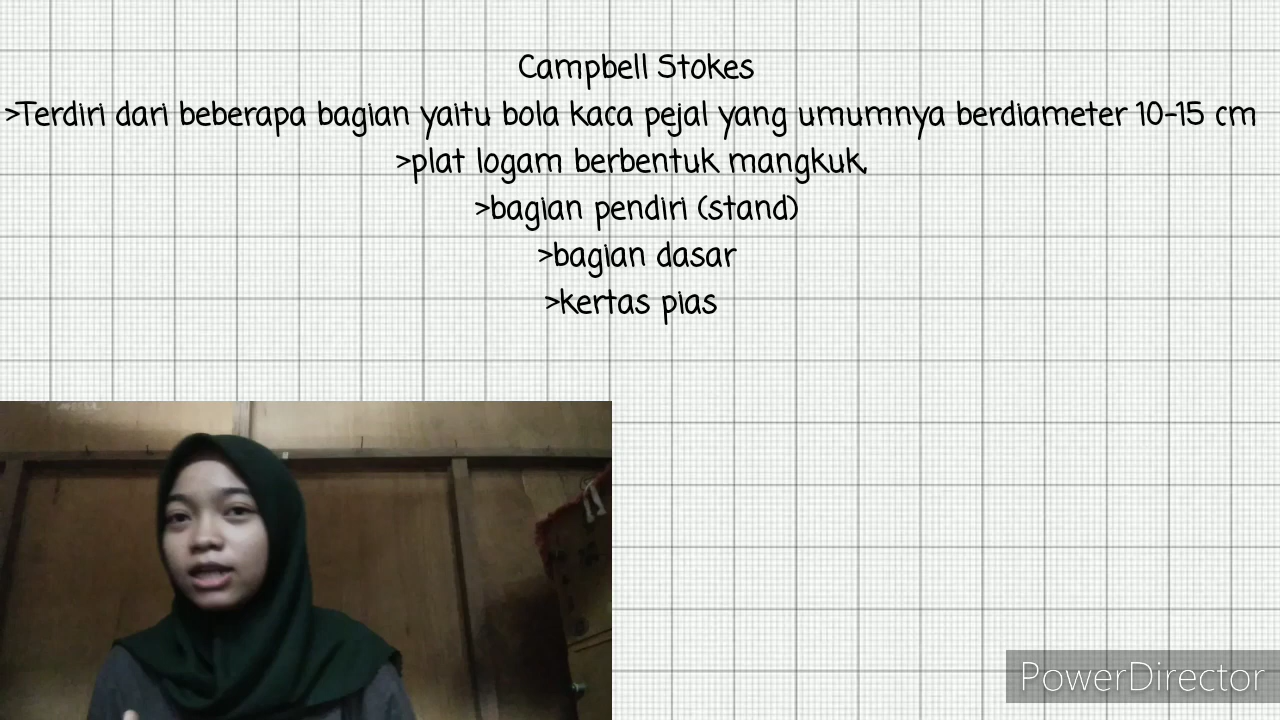 Campbell Stokes
>Terdiri dari beberapa bagian yaitu bola kaca pejal yang umumnya berdiameter 10-15 cm
>plat logam berbentuk mangkuk,
>bagian pendiri (stand)
>bagian dasar
>kertas pias
PowerDirector